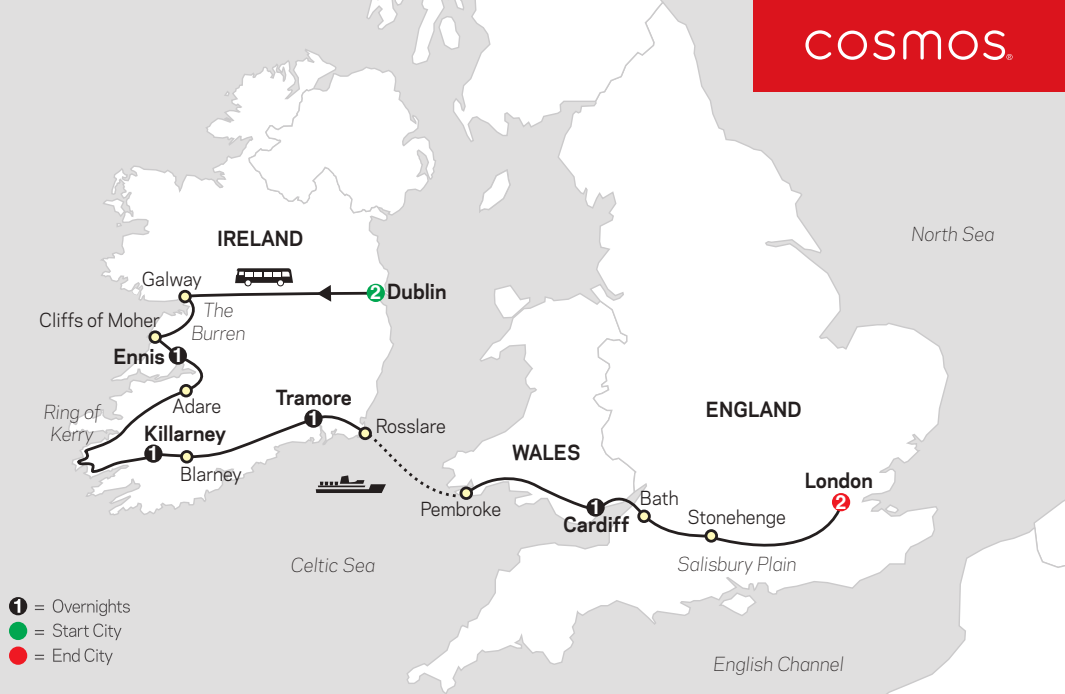 cosmos®
North Sea
IRELAND
Galway
2 Dublin
The
Burren
Cliffs of Moher
Ennis 1
Adare
Ring of
Kerry
Killarney
1
Blarney
Tramore
1
Rosslare
WALES
Pembroke
1
Cardiff
ENGLAND
Bath
Stonehenge
London
2
Salisbury Plain
Celtic Sea
English Channel
1 = Overnights
= Start City
= End City